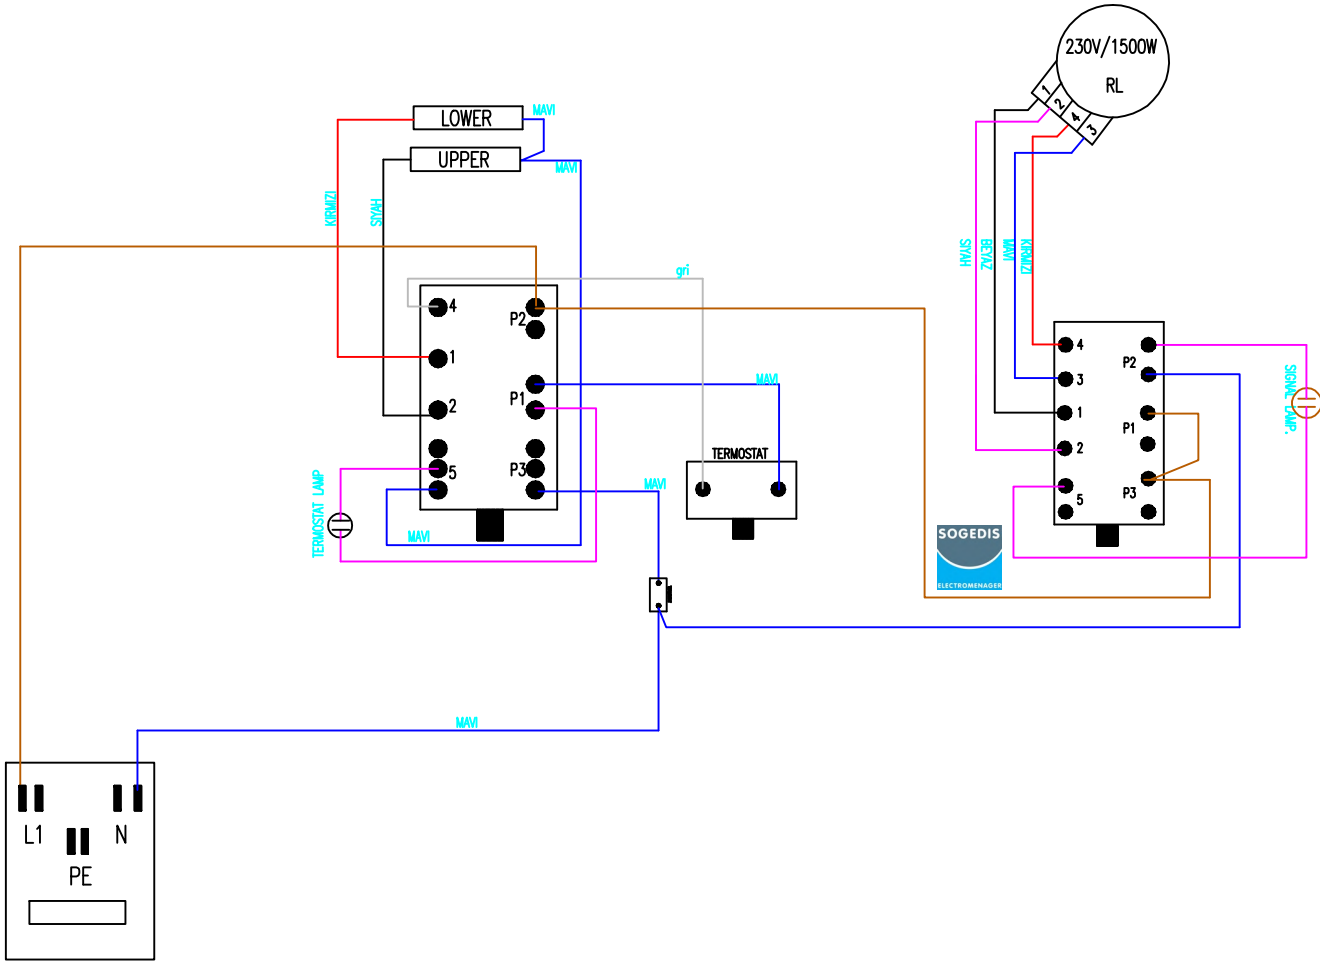 230V/1500W
RL
1
2
4
3
LOWER
MAVI
UPPER
MAVI
KIRMIZI
SIYAH
SIYAH
BEYAZ
MAVI
KIRMIZI
gri
4
P2
1
P1
2
P3
5
MAVI
TERMOSTAT
MAVI
MAVI
TERMOSTAT LAMP
4
P2
3
1
P1
2
P3
5
SIGNAL LAMP.
SOGEDIS
ELECTROMENAGER
MAVI
L1
N
PE